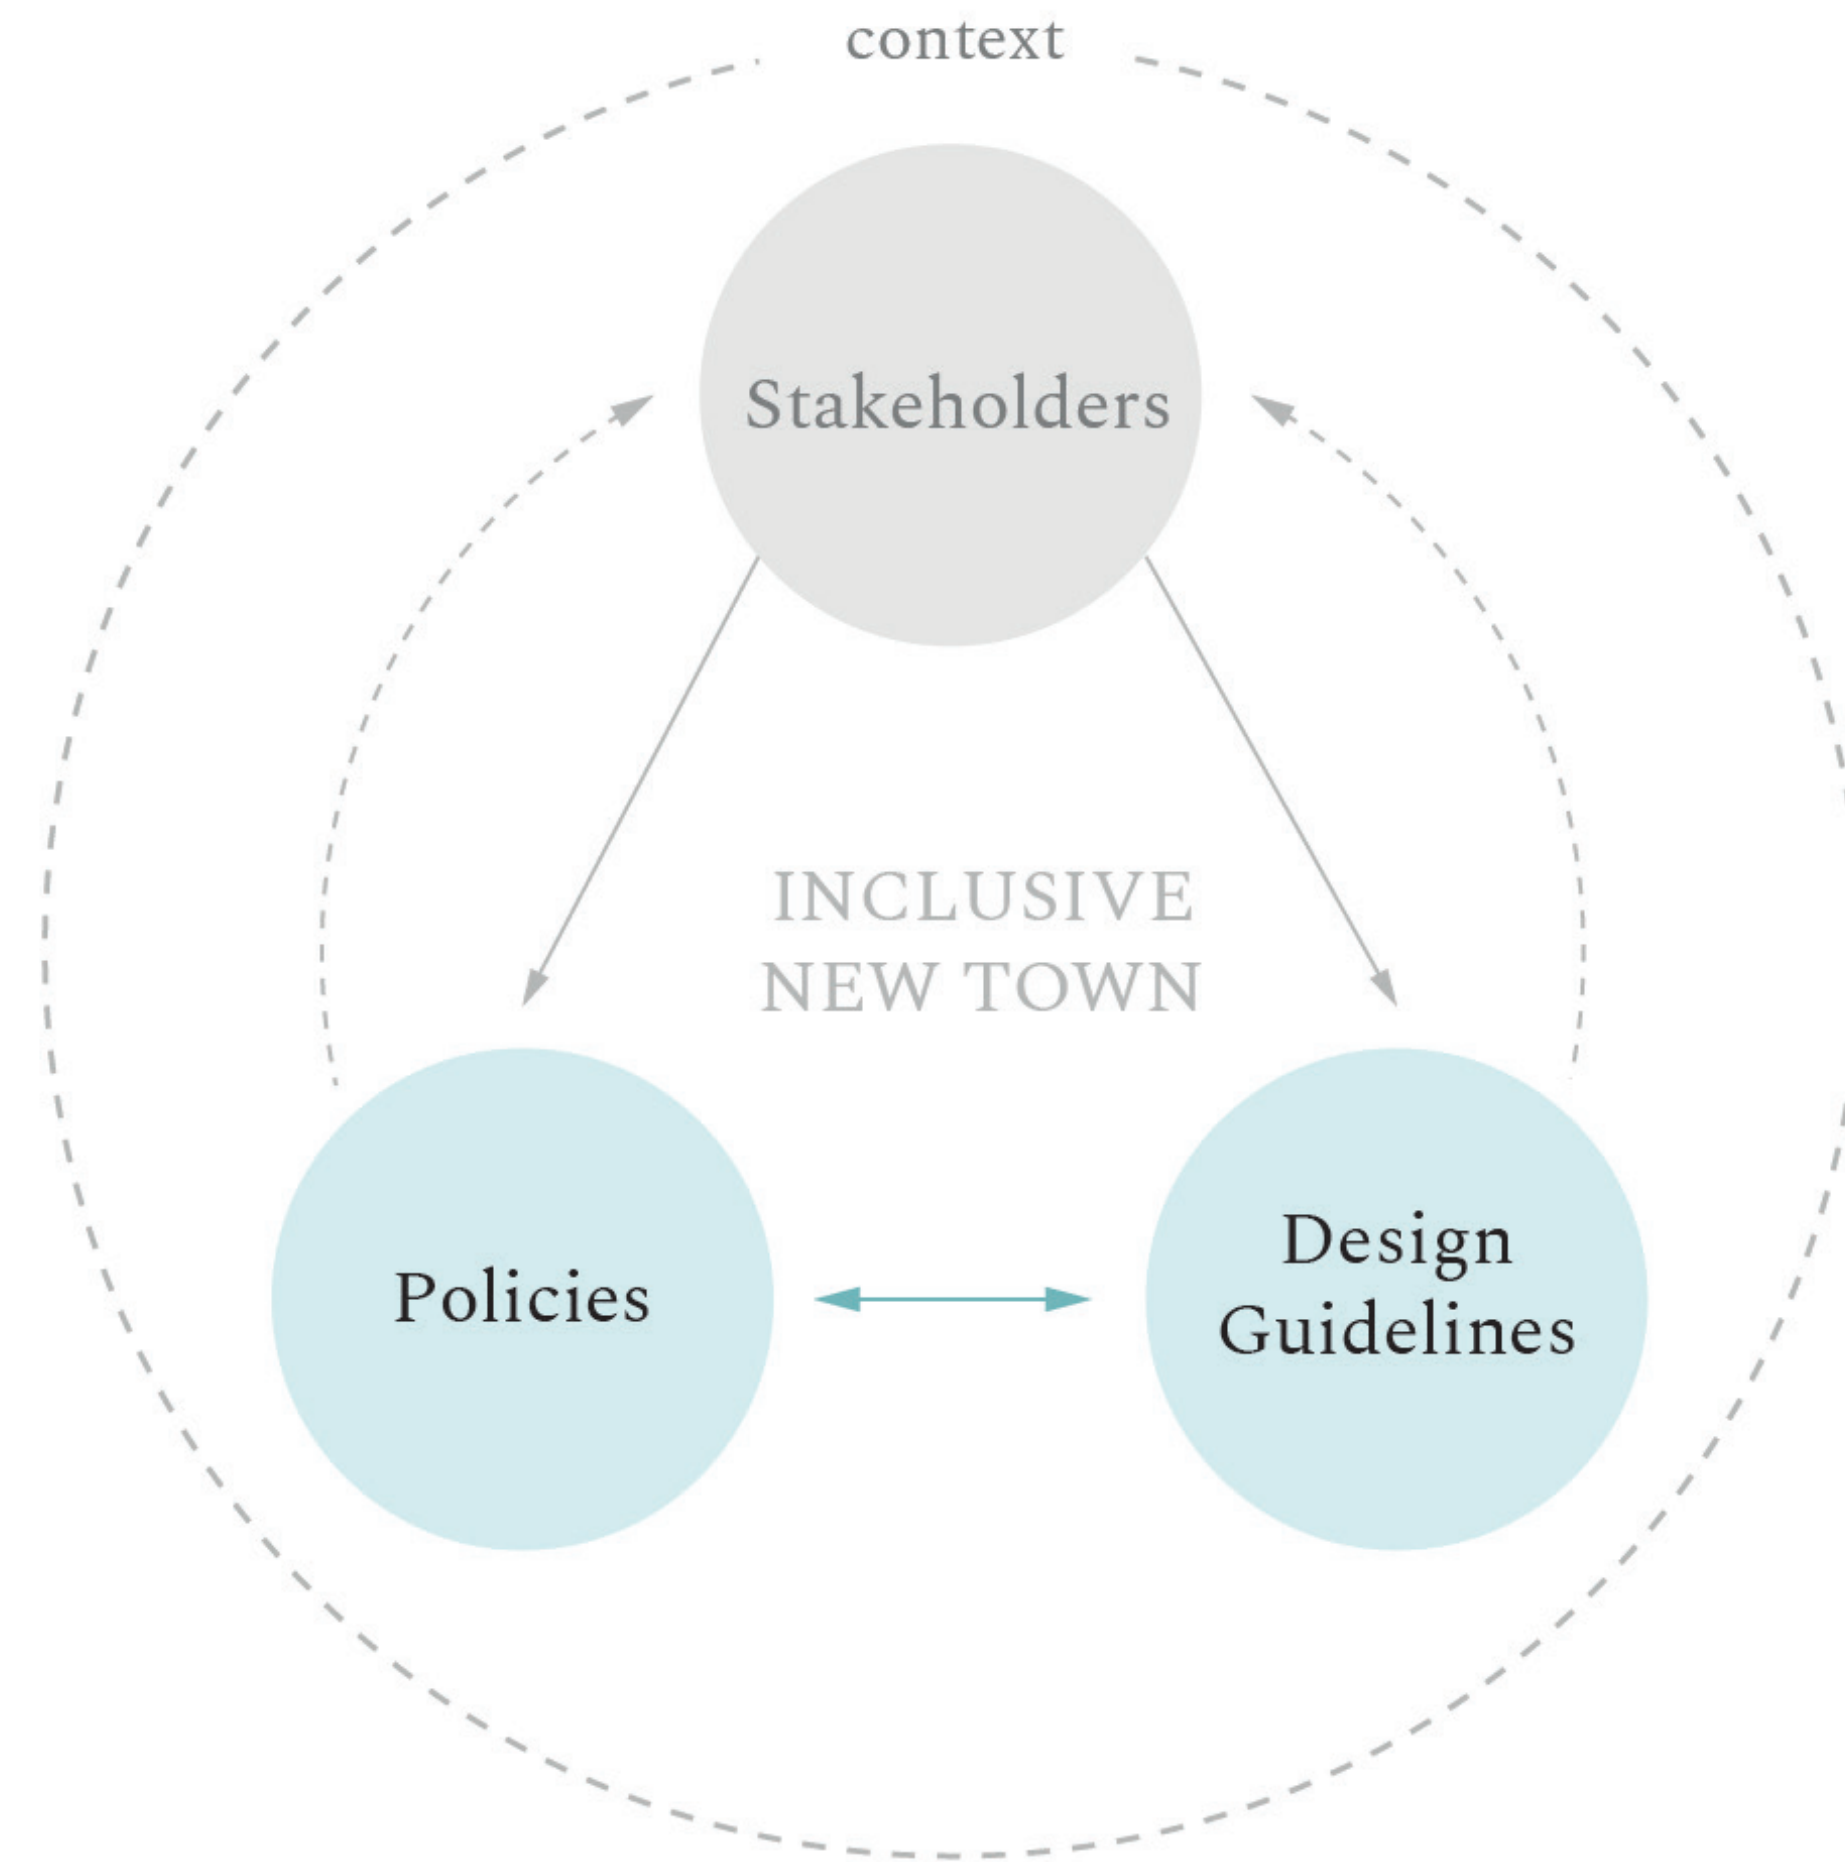 context
Stakeholders
INCLUSIVE
NEW TOWN
Policies
Design
Guidelines